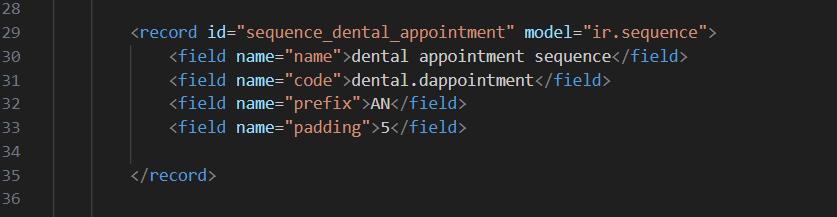 28
29 <record id="sequence_dental_appointment" model="ir.sequence">
30 <field name="name">dental appointment sequence</field>
31 <field name="code">dental.dappointment</field>
32 <field name="prefix">AN</field>
33 <field name="padding">5</field>
34
35 </record>
36